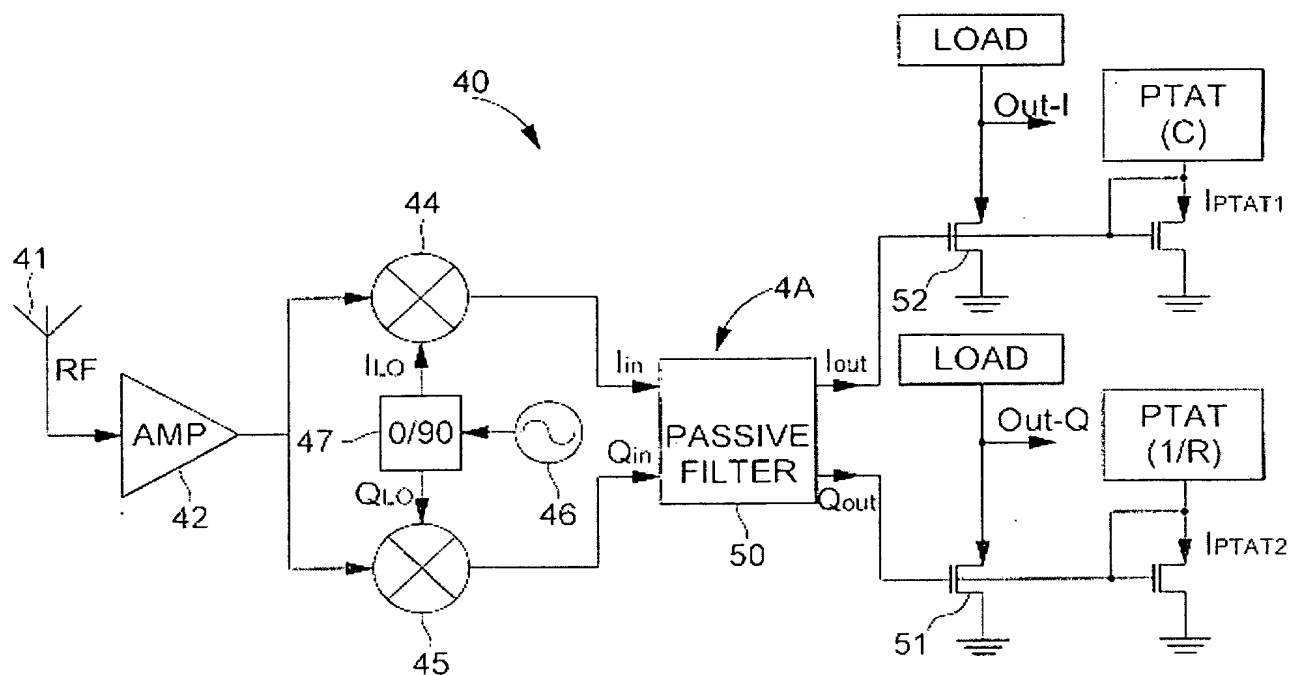 LOAD
40
Out-I
PTAT
(C)
44
IPTAT1
41
4A
52
RF
ILO
Iin
Iout
LOAD
AMP
47
0/90
PASSIVE
FILTER
Out-Q
PTAT
(1/R)
Qin
42
QLO
46
Qout
50
IPTAT2
45
51